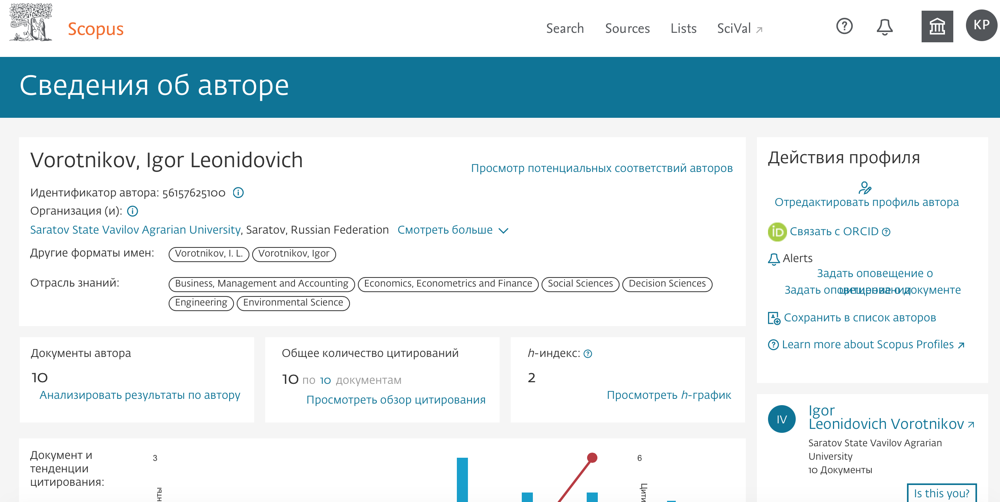 NON SOLUS
Scopus
Search Sources Lists SciVal ↗
KP
Сведения об авторе
Vorotnikov, Igor Leonidovich
Просмотр потенциальных соответствий авторов
Идентификатор автора: 56157625100
Организация (и):
Saratov State Vavilov Agrarian University, Saratov, Russian Federation Смотреть больше
Другие форматы имен: Vorotnikov, I. L. Vorotnikov, Igor
Отрасль знаний: Business, Management and Accounting Economics, Econometrics and Finance Social Sciences Decision Sciences
Engineering Environmental Science
Документы автора
10
Анализировать результаты по автору
Общее количество цитирований
10 по 10 документам
Просмотреть обзор цитирования
h-индекс:
2
Просмотреть h-график
Документ и
тенденции
цитирования:
3
6
Действия профиля
Отредактировать профиль автора
iD Связать с ORCID
Alerts
Задать оповещение о
цитировании
Задать оповещение о документе
Сохранить в список авторов
Learn more about Scopus Profiles ↗
IV
Igor
Leonidovich Vorotnikov ↗
Saratov State Vavilov Agrarian
University
10 Документы
Is this you?